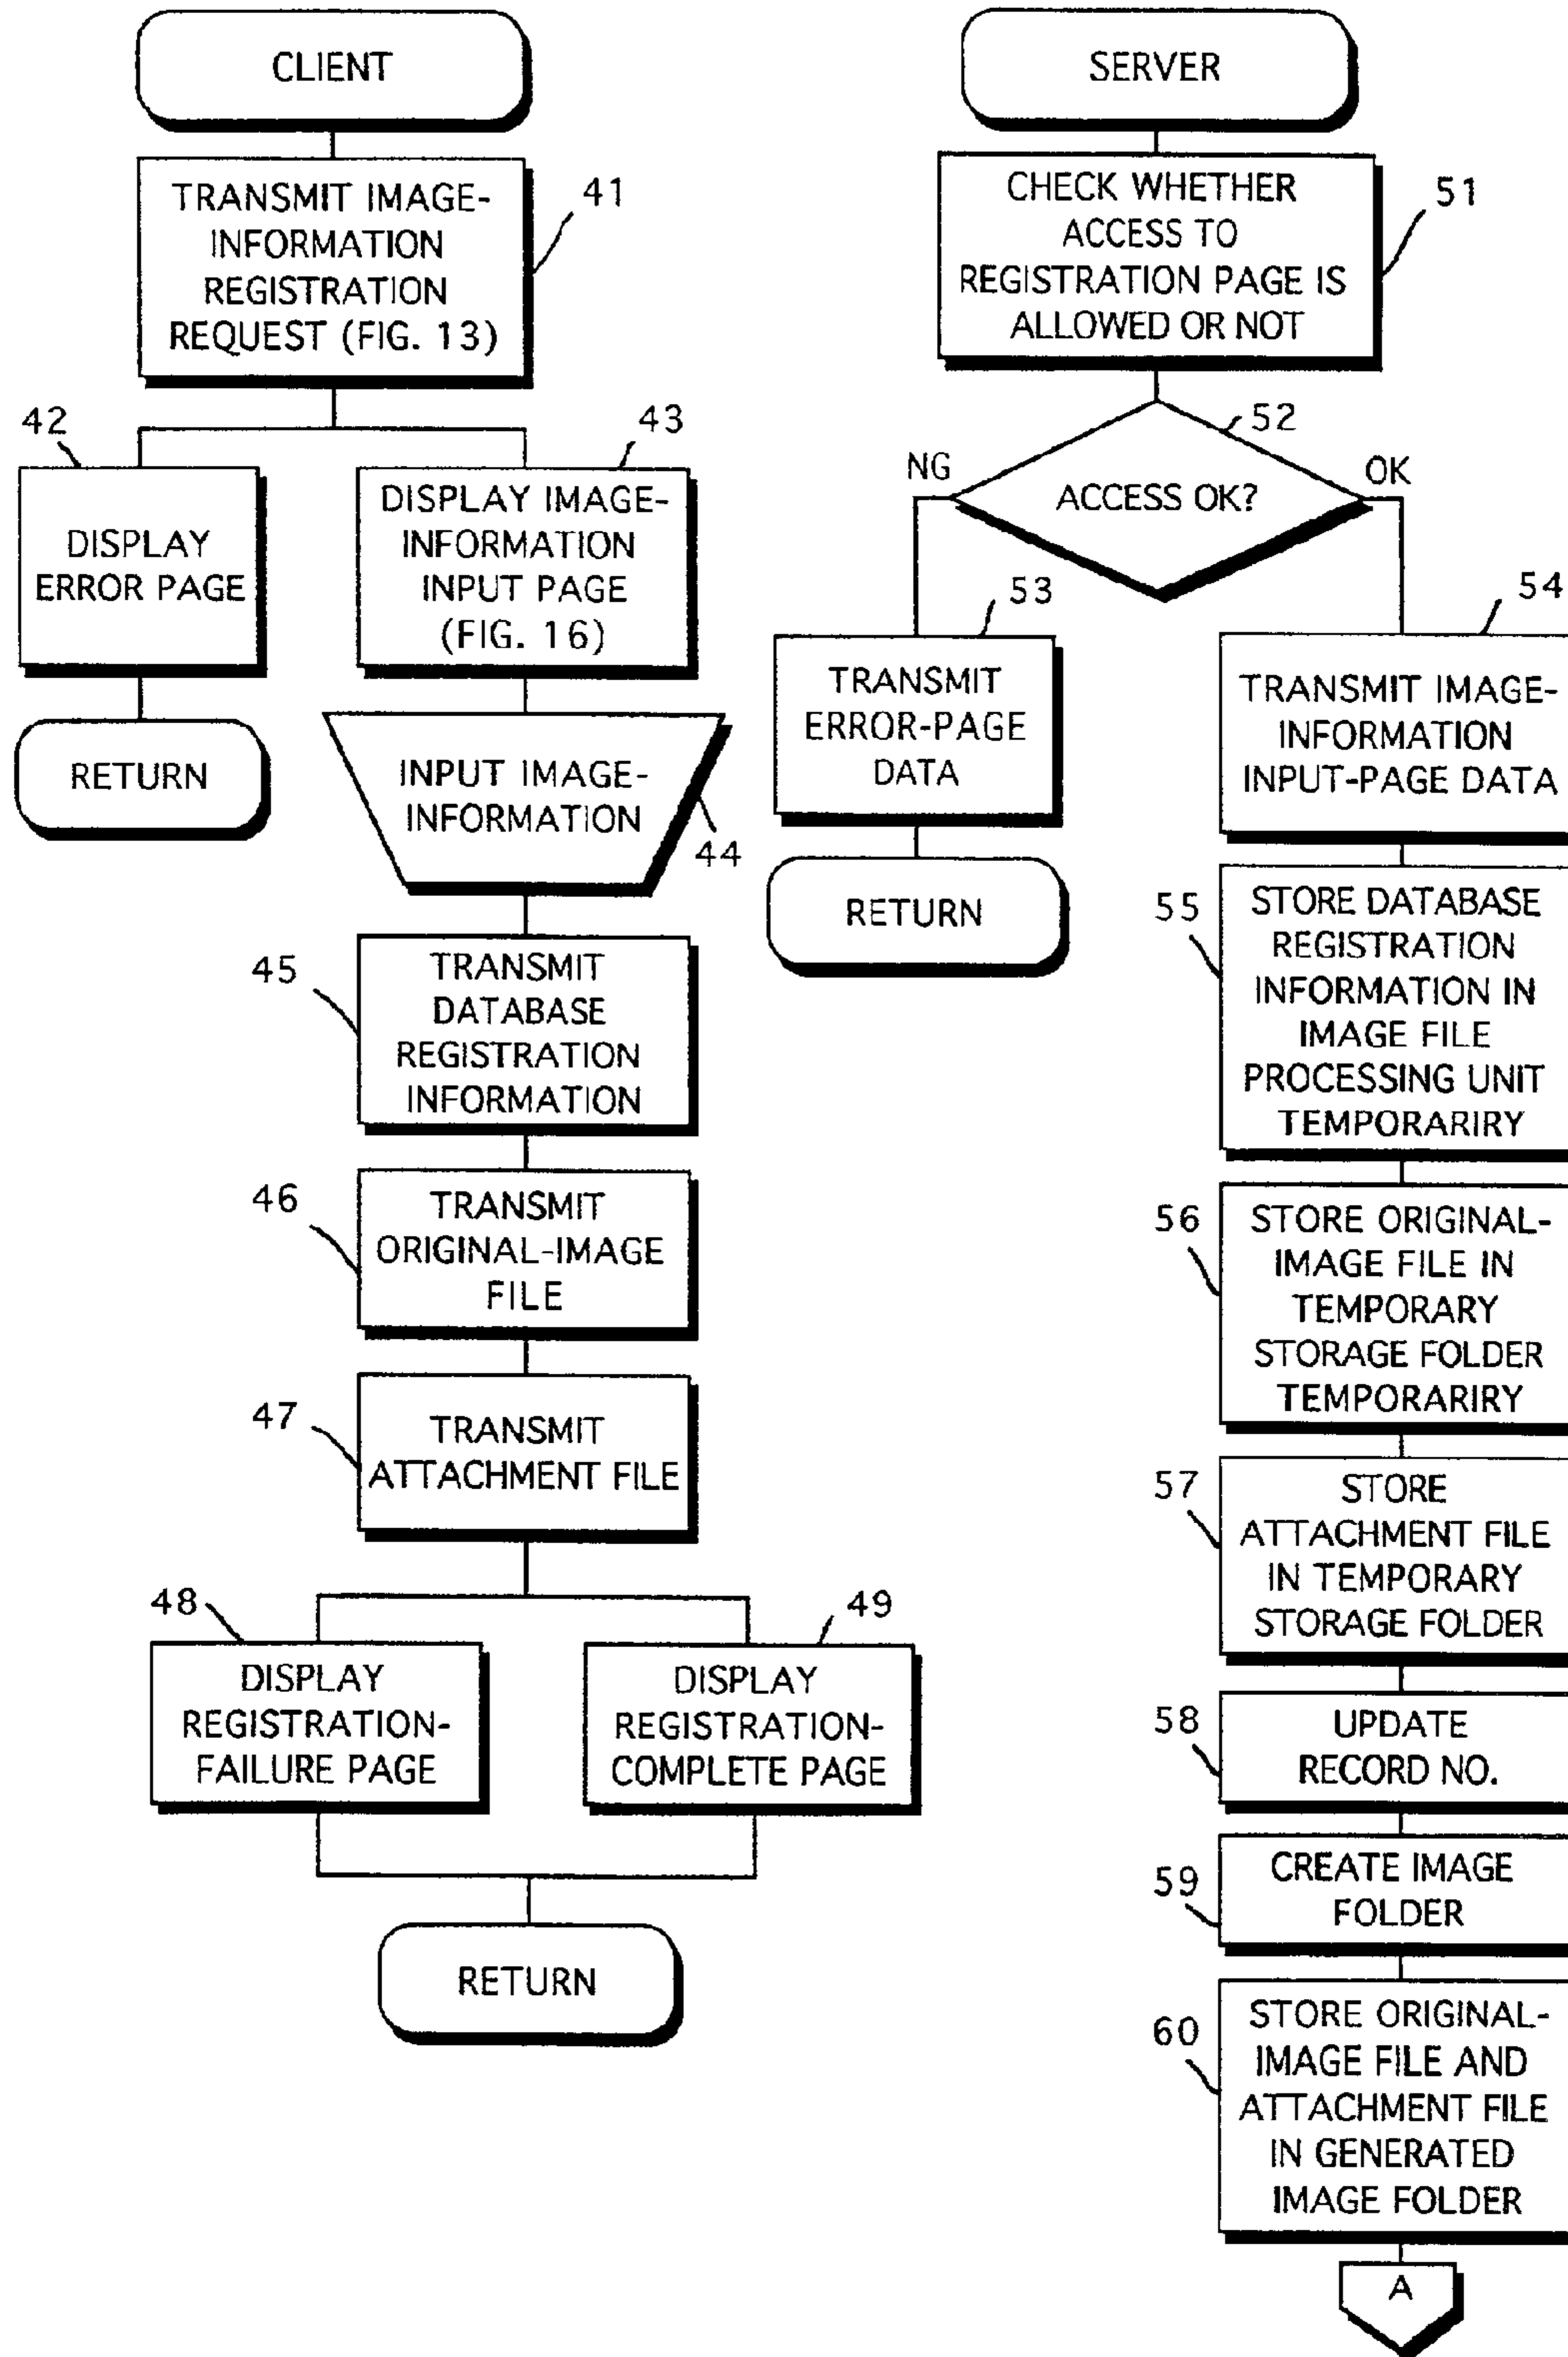 CLIENT
TRANSMIT IMAGE-
INFORMATION
REGISTRATION
REQUEST (FIG. 13)
41
42
DISPLAY
ERROR PAGE
RETURN
43
DISPLAY IMAGE-
INFORMATION
INPUT PAGE
(FIG. 16)
INPUT IMAGE-
INFORMATION
44
45
TRANSMIT
DATABASE
REGISTRATION
INFORMATION
46
TRANSMIT
ORIGINAL-IMAGE
FILE
47
TRANSMIT
ATTACHMENT FILE
48
DISPLAY
REGISTRATION-
FAILURE PAGE
49
DISPLAY
REGISTRATION-
COMPLETE PAGE
RETURN
SERVER
CHECK WHETHER
ACCESS TO
REGISTRATION PAGE IS
ALLOWED OR NOT
51
52
NG
ACCESS OK?
OK
53
TRANSMIT
ERROR-PAGE
DATA
RETURN
54
TRANSMIT IMAGE-
INFORMATION
INPUT-PAGE DATA
55
STORE DATABASE
REGISTRATION
INFORMATION IN
IMAGE FILE
PROCESSING UNIT
TEMPORARIRY
56
STORE ORIGINAL-
IMAGE FILE IN
TEMPORARY
STORAGE FOLDER
TEMPORARIRY
57
STORE
ATTACHMENT FILE
IN TEMPORARY
STORAGE FOLDER
58
UPDATE
RECORD NO.
59
CREATE IMAGE
FOLDER
60
STORE ORIGINAL-
IMAGE FILE AND
ATTACHMENT FILE
IN GENERATED
IMAGE FOLDER
A